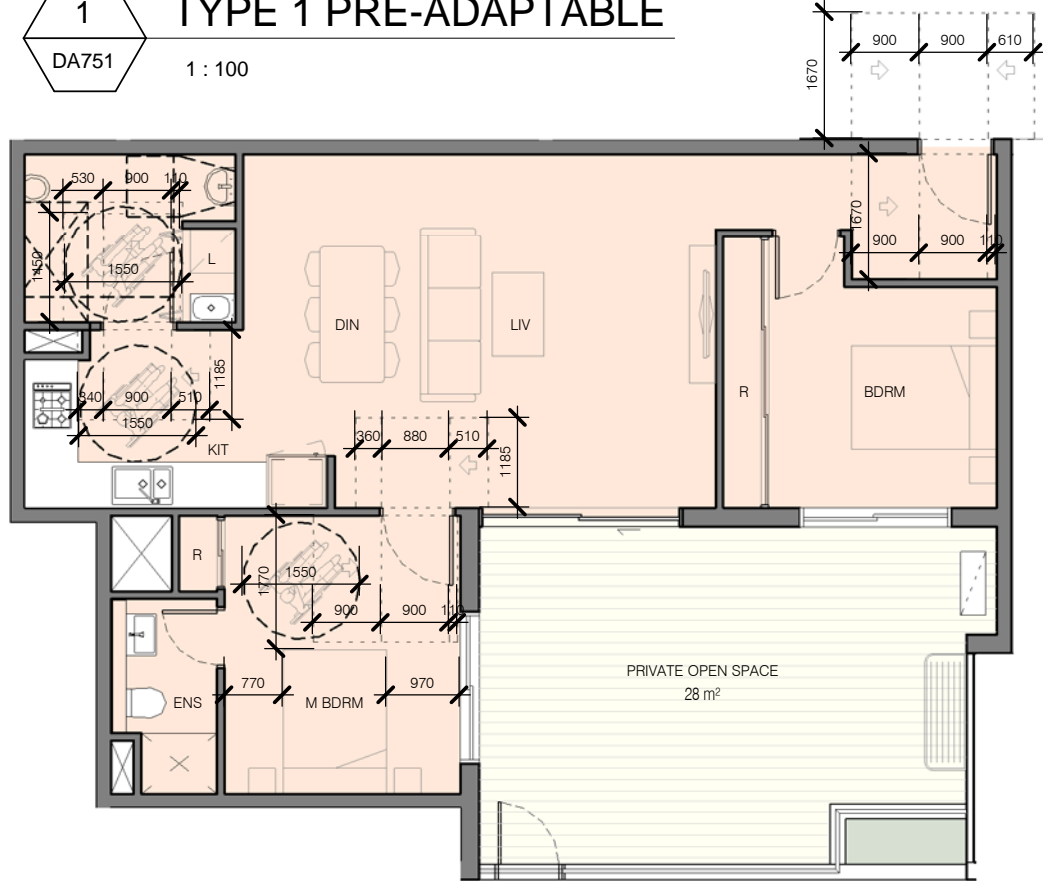 1
TYPE 1 PRE-ADAPTABLE
DA751
1 : 100
900 900 610
1670
530 900 110
1670
1450
L
900 900 110
1550
DIN
LIV
1185
R
BDRM
340 900 510
1550
KIT
360 880 510
1185
R
1770
1550
900 900 110
PRIVATE OPEN SPACE
28 m²
770
970
ENS
M BDRM